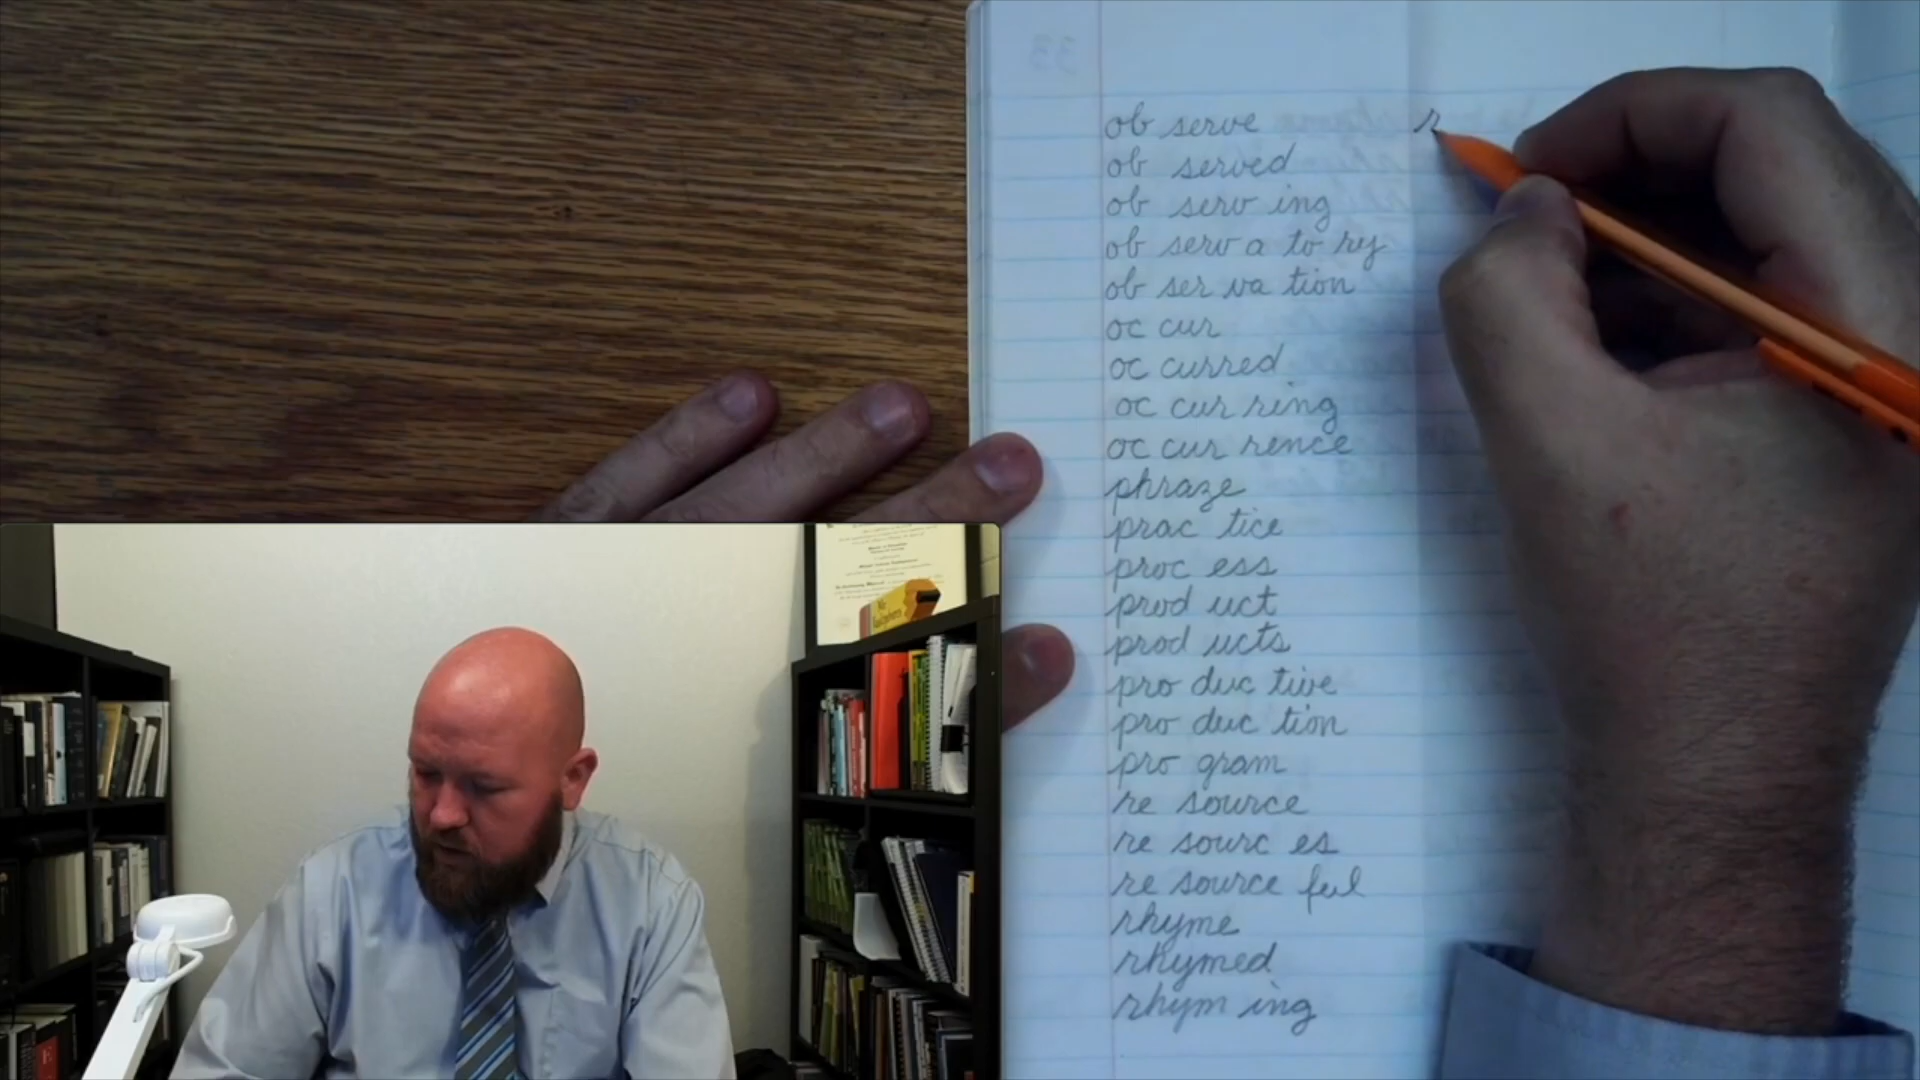 33
ob serve
ob served
ob serv ing
ob serv a to ry
ob ser va tion
oc cur
oc curred
oc cur ring
oc cur rence
phraze
prac tice
proc ess
prod uct
prod ucts
pro duc tive
pro duc tion
pro gram
re source
re sourc es
re source ful
rhyme
rhymed
rhym ing
r